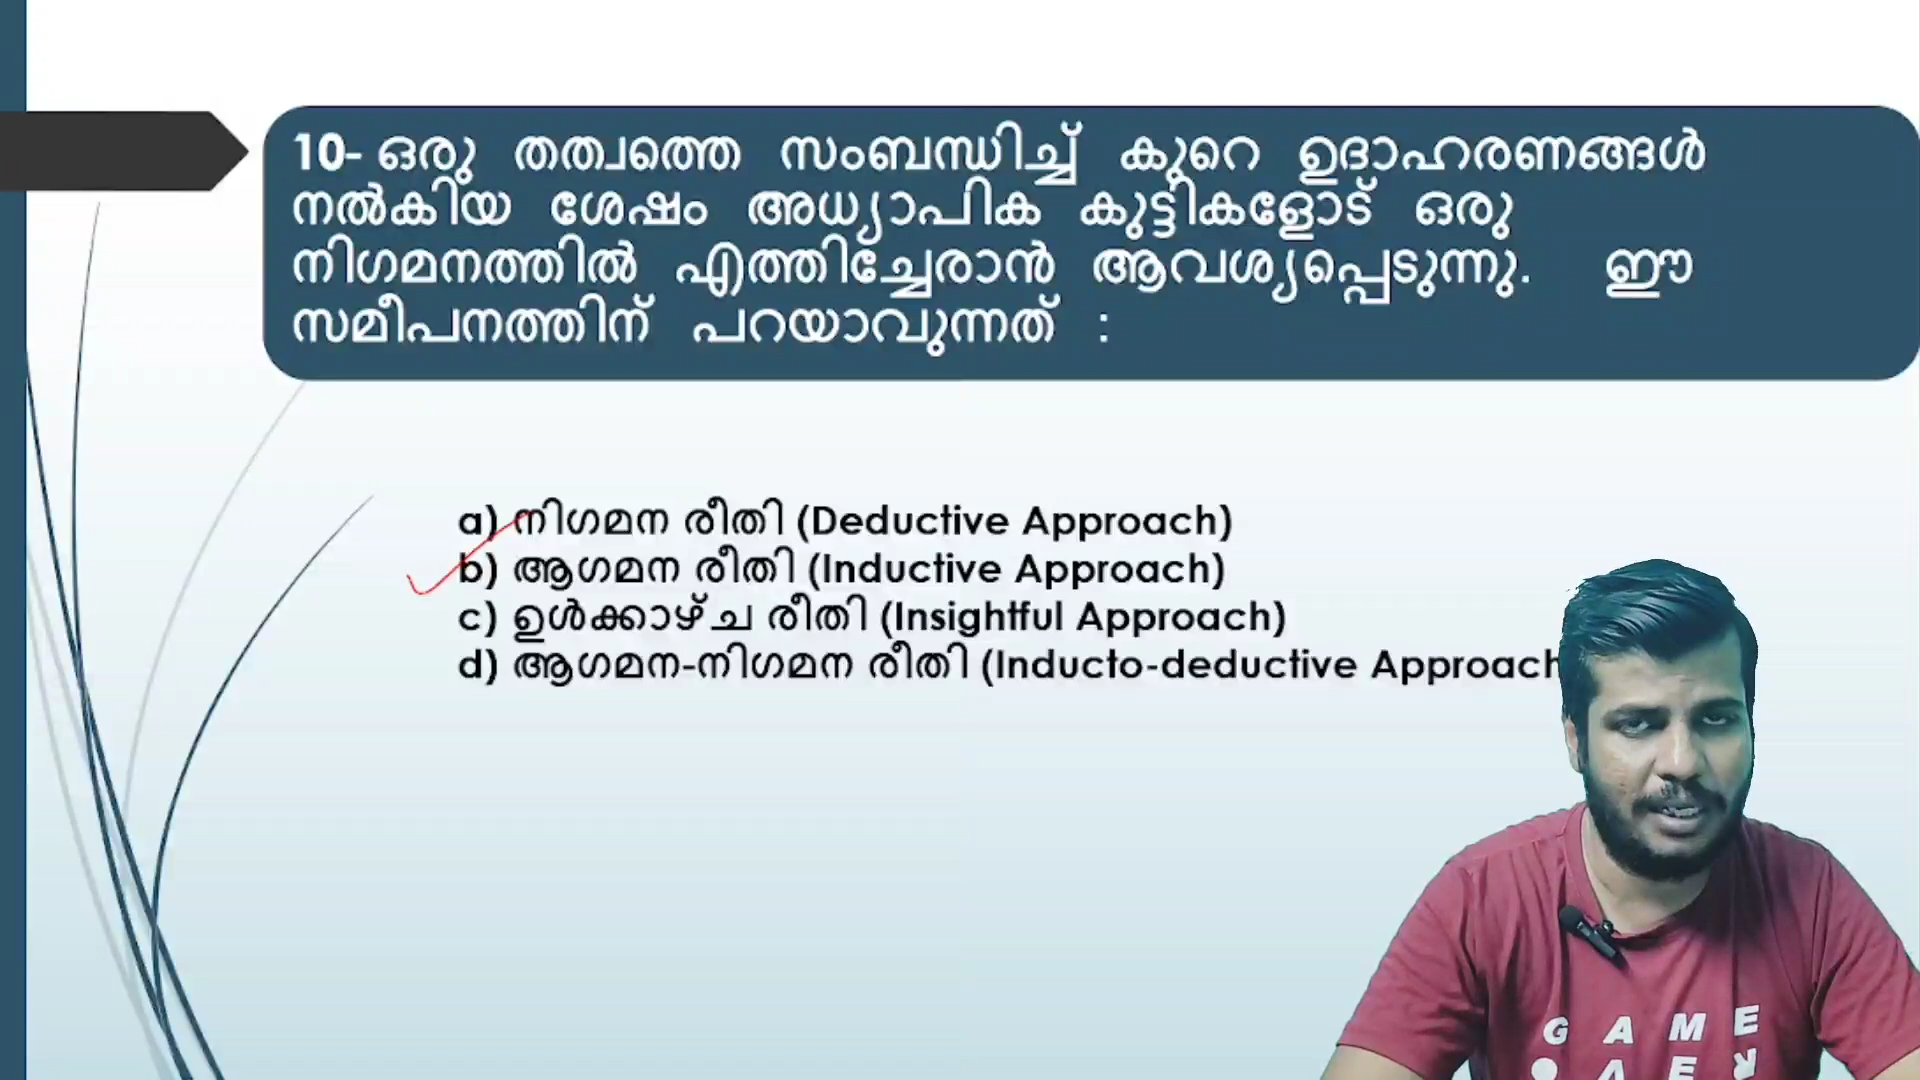 10- ഒരു തത്വത്തെ സംബന്ധിച്ച് കുറെ ഉദാഹരണങ്ങൾ
നൽകിയ ശേഷം അധ്യാപിക കുട്ടികളോട് ഒരു
നിഗമനത്തിൽ എത്തിച്ചേരാൻ ആവശ്യപ്പെടുന്നു. ഈ
സമീപനത്തിന് പറയാവുന്നത് :
a) നിഗമന രീതി (Deductive Approach)
b) ആഗമന രീതി (Inductive Approach)
c) ഉൾക്കാഴ്ച രീതി (Insightful Approach)
d) ആഗമന-നിഗമന രീതി (Inducto-deductive Approach
GAME